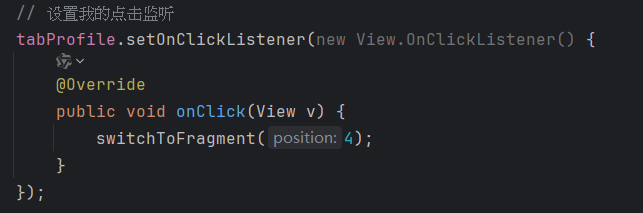 // 设置我的点击监听
tabProfile.setOnClickListener(new View.OnClickListener() {
@Override
public void onClick(View v) {
switchToFragment( position: 4);
}
});